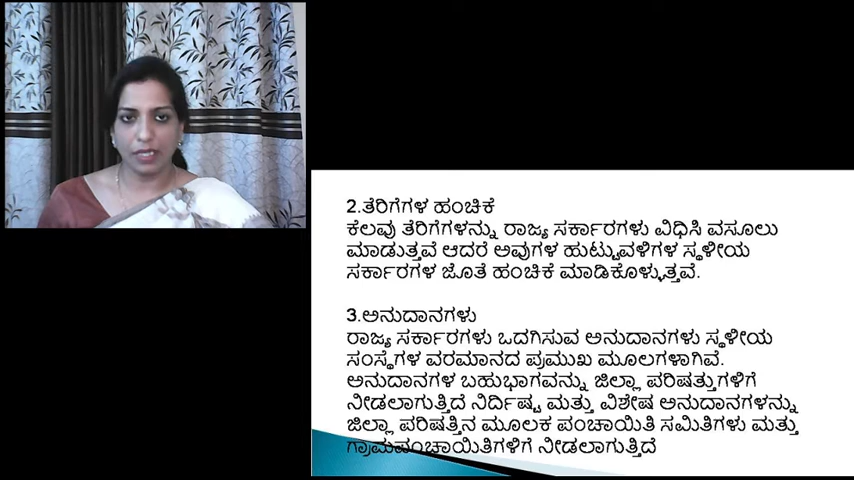 2.ತೆರಿಗೆಗಳ ಹಂಚಿಕೆ
ಕೆಲವು ತೆರಿಗೆಗಳನ್ನು ರಾಜ್ಯ ಸರ್ಕಾರಗಳು ವಿಧಿಸಿ ವಸೂಲು
ಮಾಡುತ್ತವೆ ಆದರೆ ಅವುಗಳ ಹುಟ್ಟುವಳಿಗಳ ಸ್ಥಳೀಯ
ಸರ್ಕಾರಗಳ ಜೊತೆ ಹಂಚಿಕೆ ಮಾಡಿಕೊಳ್ಳುತ್ತವೆ.
3.ಅನುದಾನಗಳು
ರಾಜ್ಯ ಸರ್ಕಾರಗಳು ಒದಗಿಸುವ ಅನುದಾನಗಳು ಸ್ಥಳೀಯ
ಸಂಸ್ಥೆಗಳ ವರಮಾನದ ಪ್ರಮುಖ ಮೂಲಗಳಾಗಿವೆ.
ಅನುದಾನಗಳ ಬಹುಭಾಗವನ್ನು ಜಿಲ್ಲಾ ಪರಿಷತ್ತುಗಳಿಗೆ
ನೀಡಲಾಗುತ್ತಿದೆ ನಿರ್ದಿಷ್ಟ ಮತ್ತು ವಿಶೇಷ ಅನುದಾನಗಳನ್ನು
ಜಿಲ್ಲಾ ಪರಿಷತ್ತಿನ ಮೂಲಕ ಪಂಚಾಯಿತಿ ಸಮಿತಿಗಳು ಮತ್ತು
ಗ್ರಾಮಪಂಚಾಯಿತಿಗಳಿಗೆ ನೀಡಲಾಗುತ್ತಿದೆ